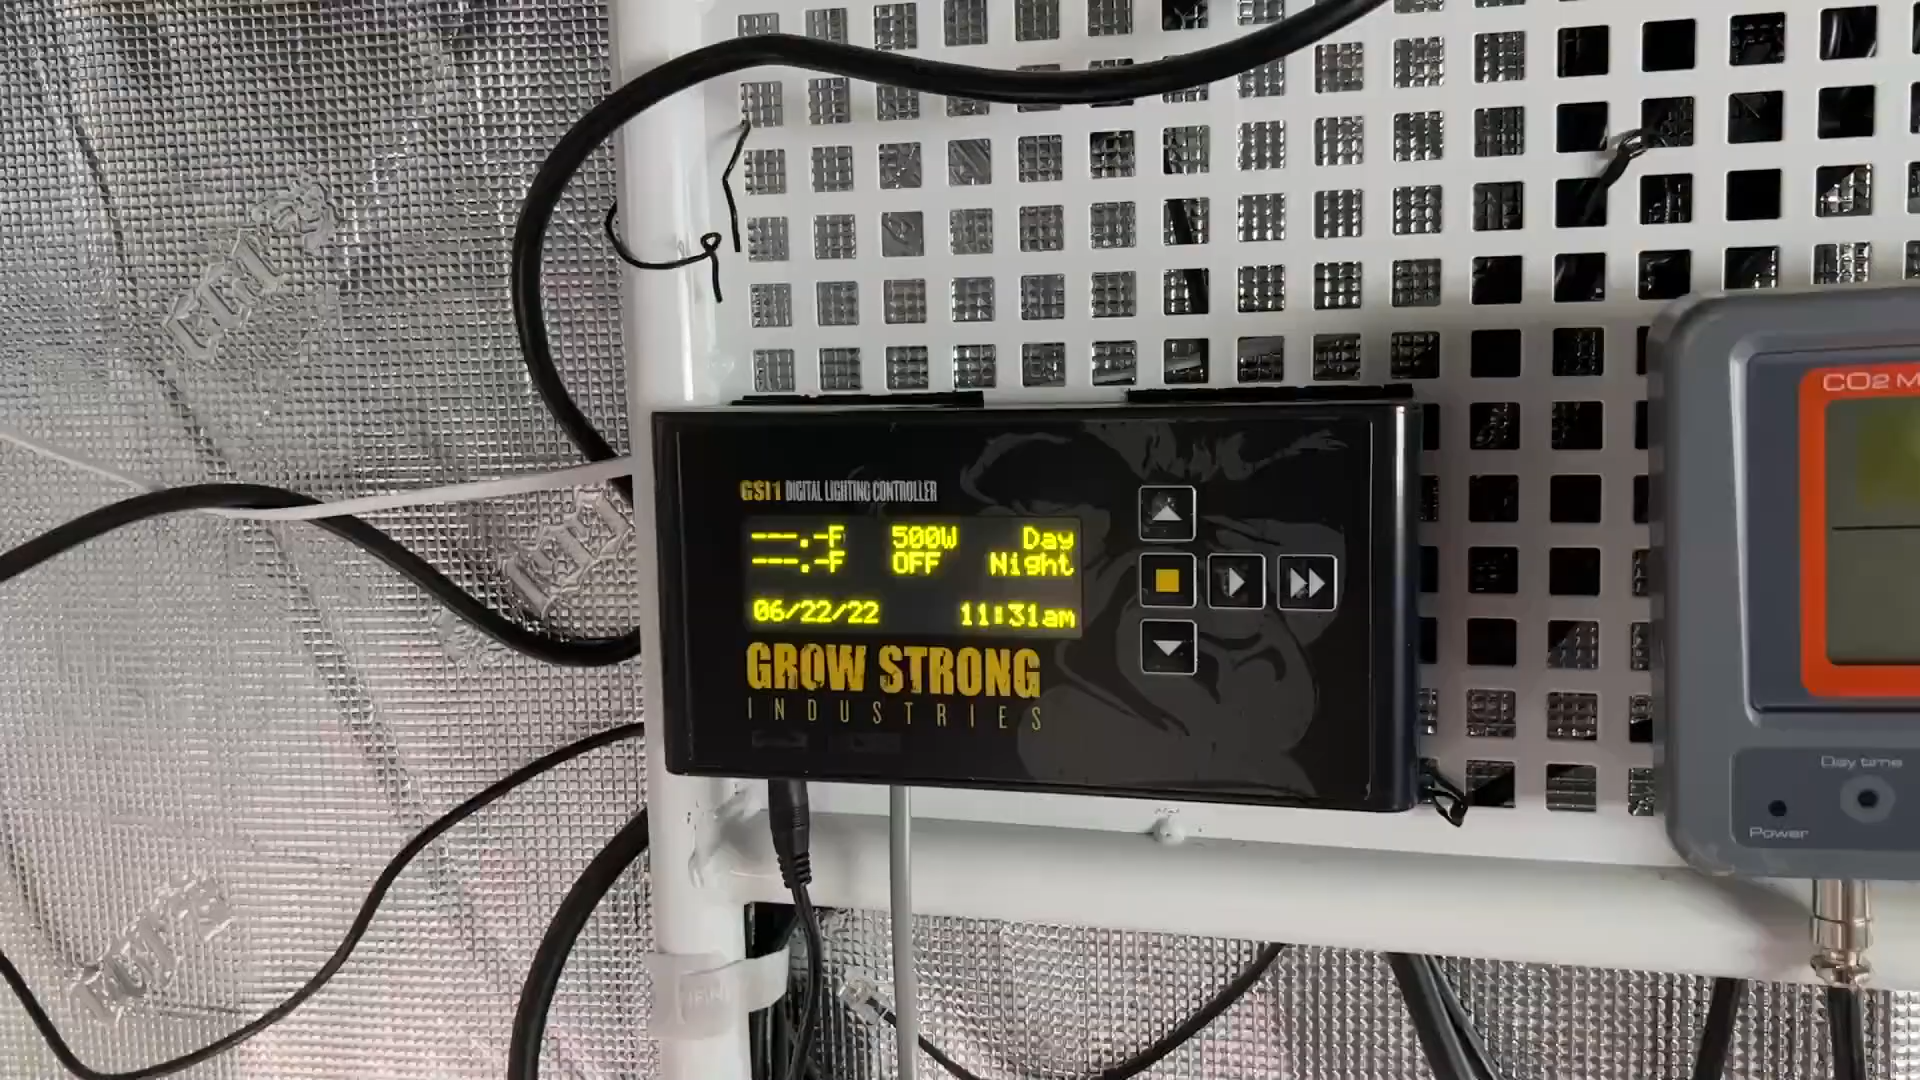 GSI1 DIGITAL LIGHTING CONTROLLER
---.-F 500W Day
---.-F OFF Night
06/22/22 11:31am
GROW STRONG
INDUSTRIES
CO2 M
Day time
Power